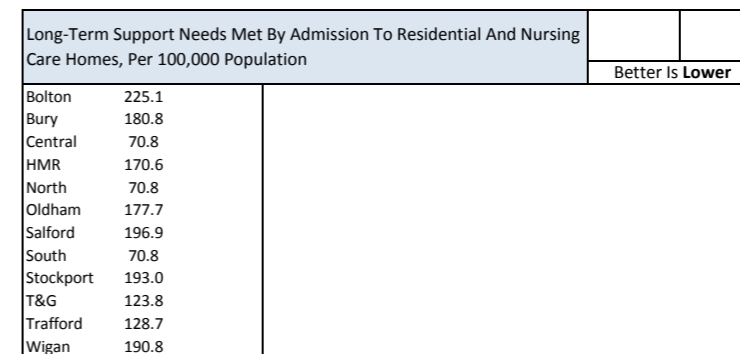 Long-Term Support Needs Met By Admission To Residential And Nursing
Care Homes, Per 100,000 Population
Better Is Lower
Bolton 225.1
Bury 180.8
Central 70.8
HMR 170.6
North 70.8
Oldham 177.7
Salford 196.9
South 70.8
Stockport 193.0
T&G 123.8
Trafford 128.7
Wigan 190.8